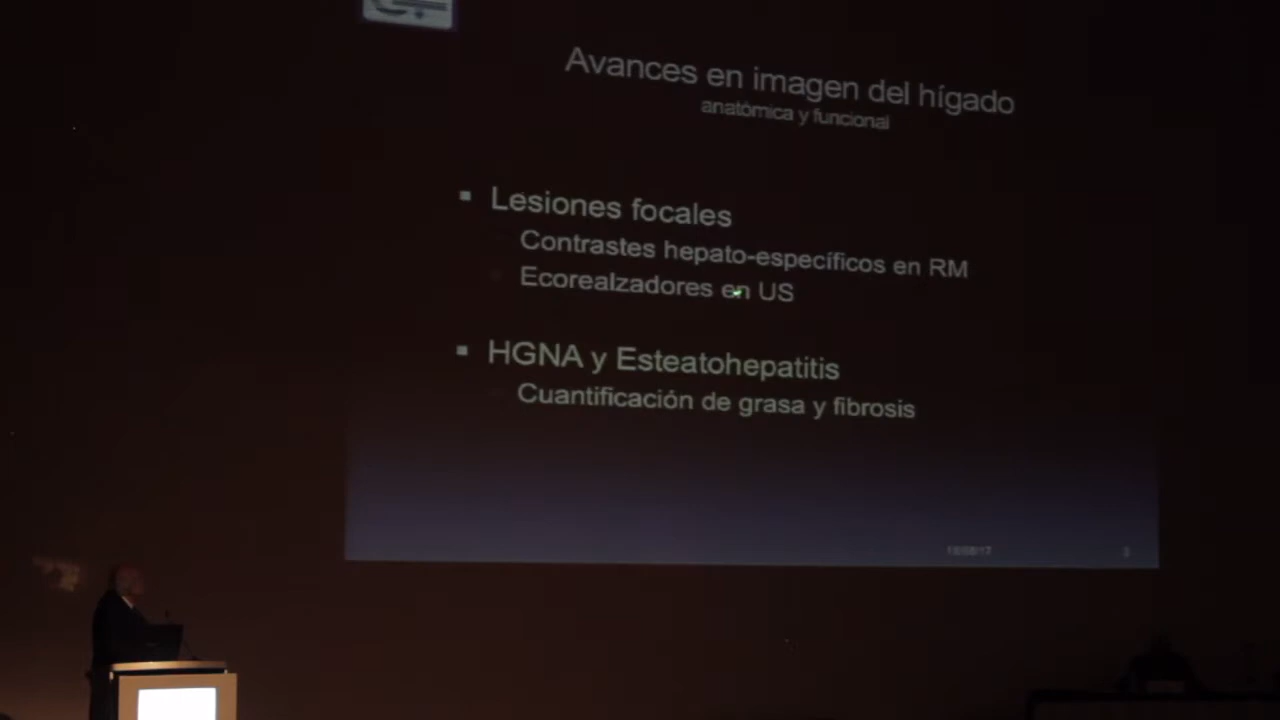 Avances en imagen del hígado
anatómica y funcional
Lesiones focales
Contrastes hepato-específicos en RM
Ecorealzadores en US
HGNA y Esteatohepatitis
Cuantificación de grasa y fibrosis